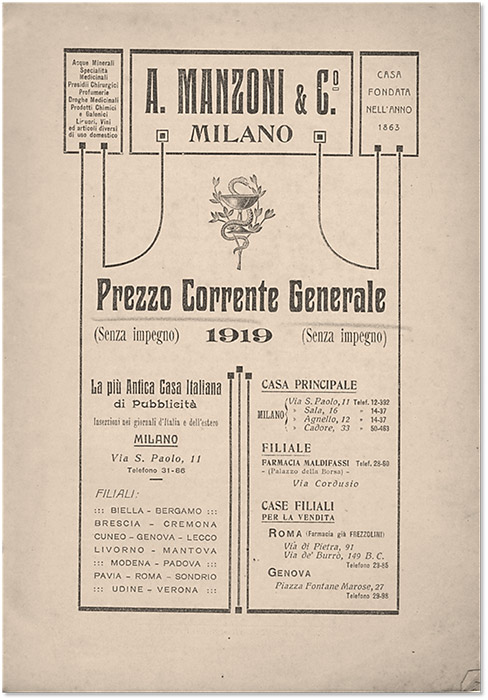 Acque Minerali
Specialità
Medicinali
Presidii Chirurgici
Profumerie
Droghe Medicinali
Prodotti Chimici
e Galenici
Liquori, Vini
ed articoli diversi
di uso domestico
A. MANZONI & C.º
MILANO
CASA
FONDATA
NELL'ANNO
1863
Prezzo Corrente Generale
(Senza impegno) 1919 (Senza impegno)
La più Antica Casa Italiana
di Pubblicità
Inserzioni nei giornali d'Italia e dell'estero
MILANO
Via S. Paolo, 11
Telefono 31-66
FILIALI:
::: BIELLA - BERGAMO :::
BRESCIA - CREMONA
CUNEO - GENOVA - LECCO
LIVORNO - MANTOVA
::: MODENA - PADOVA :::
PAVIA - ROMA - SONDRIO
::: UDINE - VERONA :::
CASA PRINCIPALE
MILANO
Via S. Paolo, 11 Telef. 12-392
» Sala, 16 » 14-37
» Agnello, 12 » 14-37
» Cadore, 33 » 50-463
FILIALE
FARMACIA MALDIFASSI Telef. 28-60
- (Palazzo della Borsa) -
Via Cordusio
CASE FILIALI
PER LA VENDITA
ROMA (Farmacia già FREZZOLINI)
Via di Pietra, 91
Via de' Burrò, 149 B. C.
Telefono 29-85
GENOVA
Piazza Fontane Marose, 27
Telefono 29-96